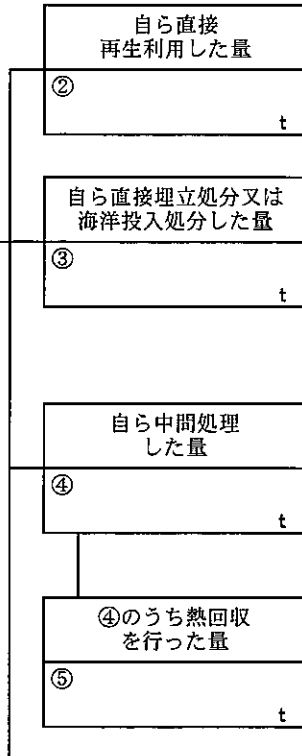 自ら直接
再生利用した量
②
t
自ら直接埋立処分又は
海洋投入処分した量
③
t
自ら中間処理
した量
④
t
④のうち熱回収
を行った量
⑤
t